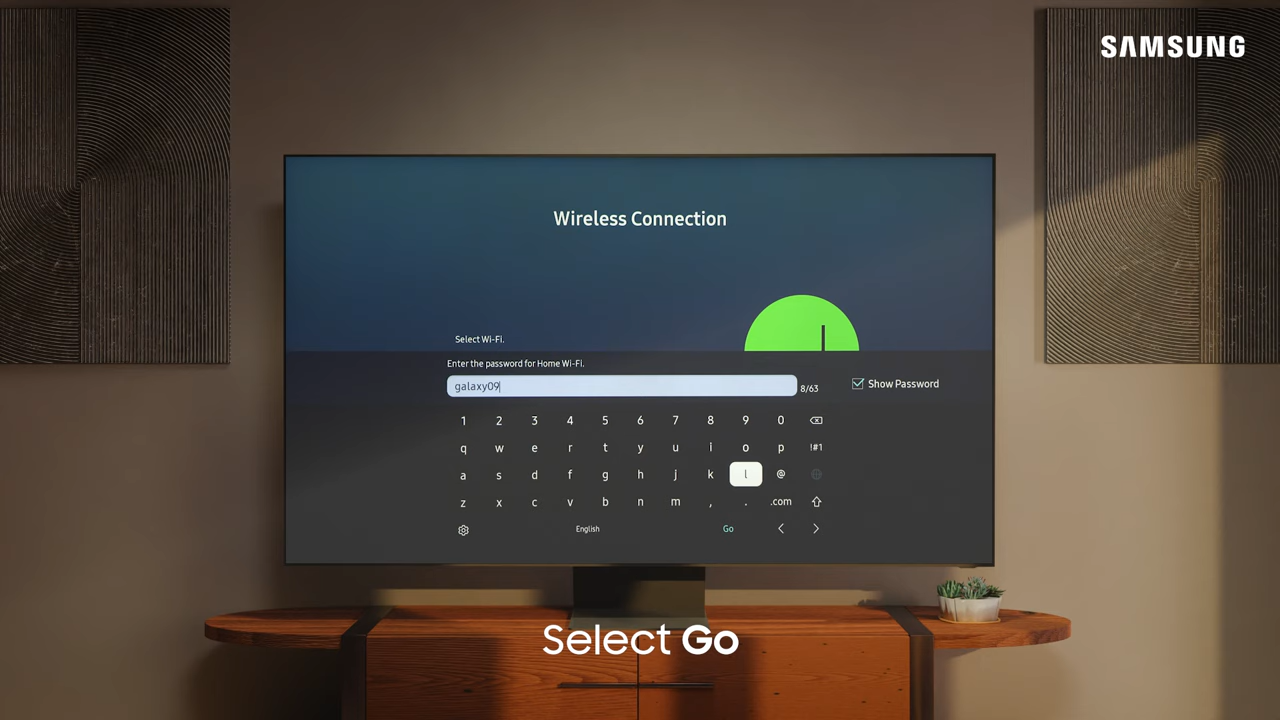 SAMSUNG
Wireless Connection
Select Wi-Fi.
Enter the password for Home Wi-Fi.
galaxy09
8/63
Show Password
1 2 3 4 5 6 7 8 9 0
q w e r t y u i o p !#1
a s d f g h j k l @
z x c v b n m , . .com
English Go
Select Go